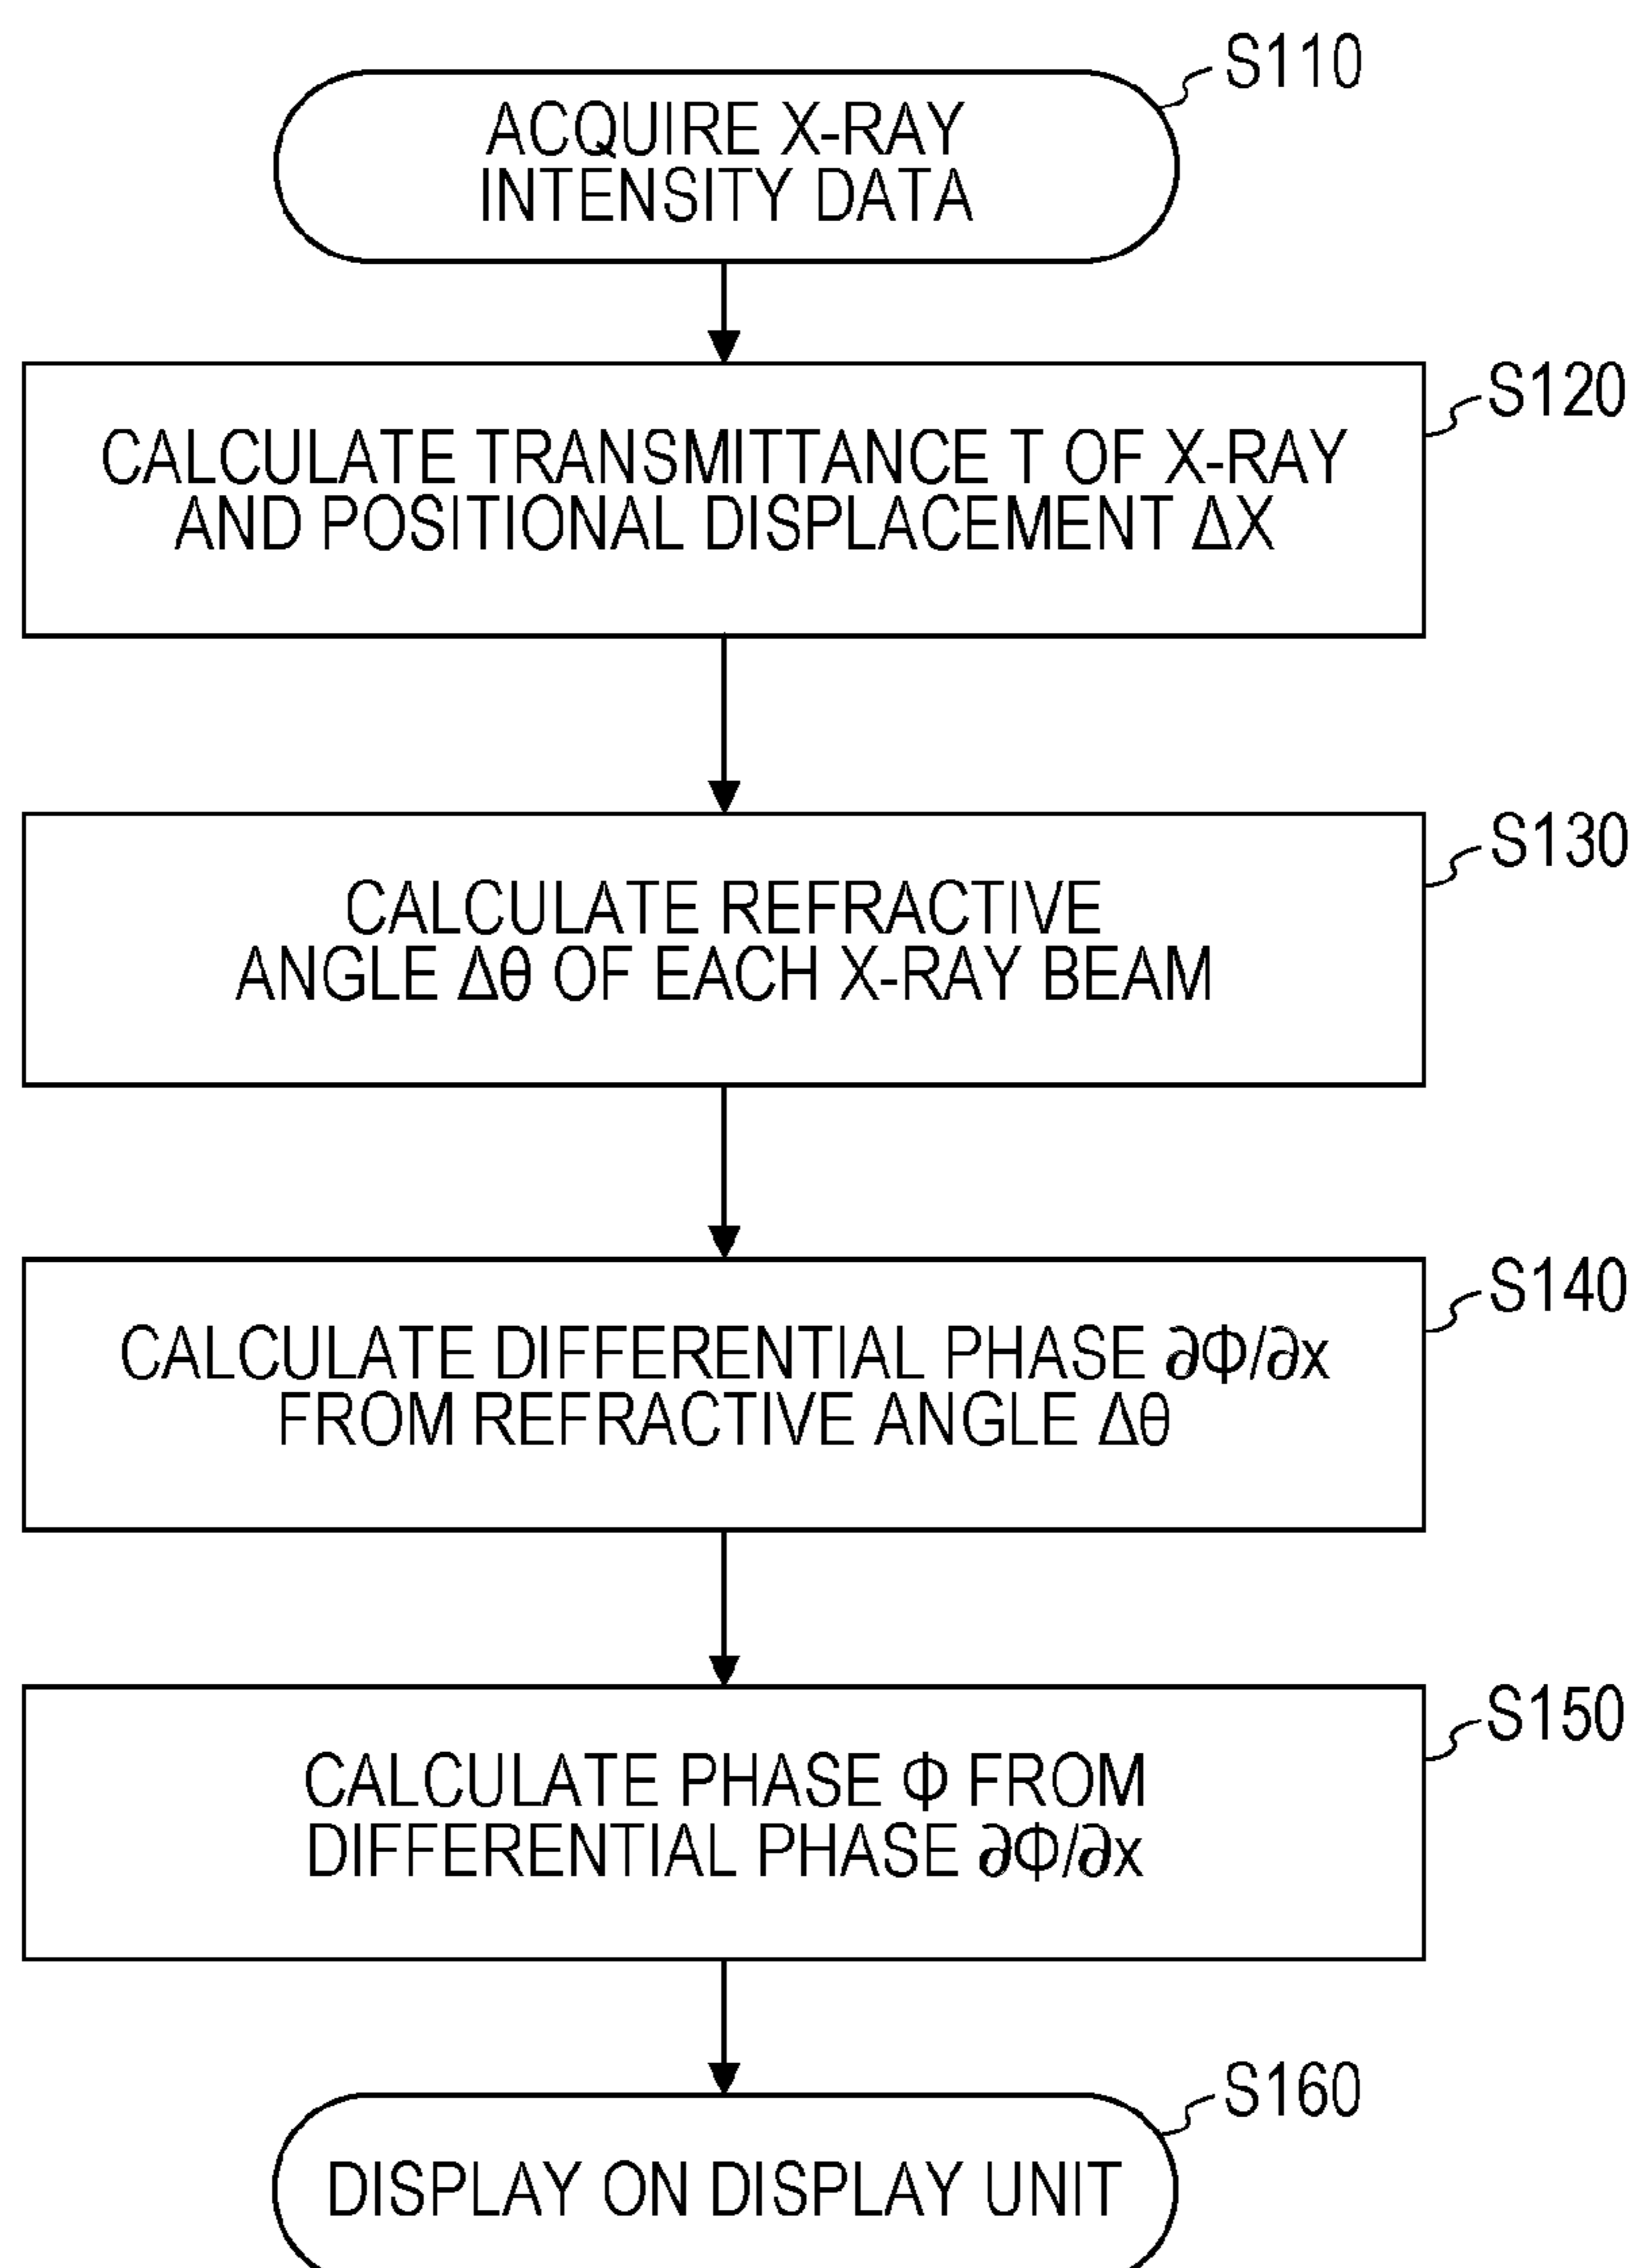 S110
ACQUIRE X-RAY
INTENSITY DATA
S120
CALCULATE TRANSMITTANCE T OF X-RAY
AND POSITIONAL DISPLACEMENT ΔX
S130
CALCULATE REFRACTIVE
ANGLE Δθ OF EACH X-RAY BEAM
S140
CALCULATE DIFFERENTIAL PHASE ∂Φ/∂x
FROM REFRACTIVE ANGLE Δθ
S150
CALCULATE PHASE Φ FROM
DIFFERENTIAL PHASE ∂Φ/∂x
S160
DISPLAY ON DISPLAY UNIT